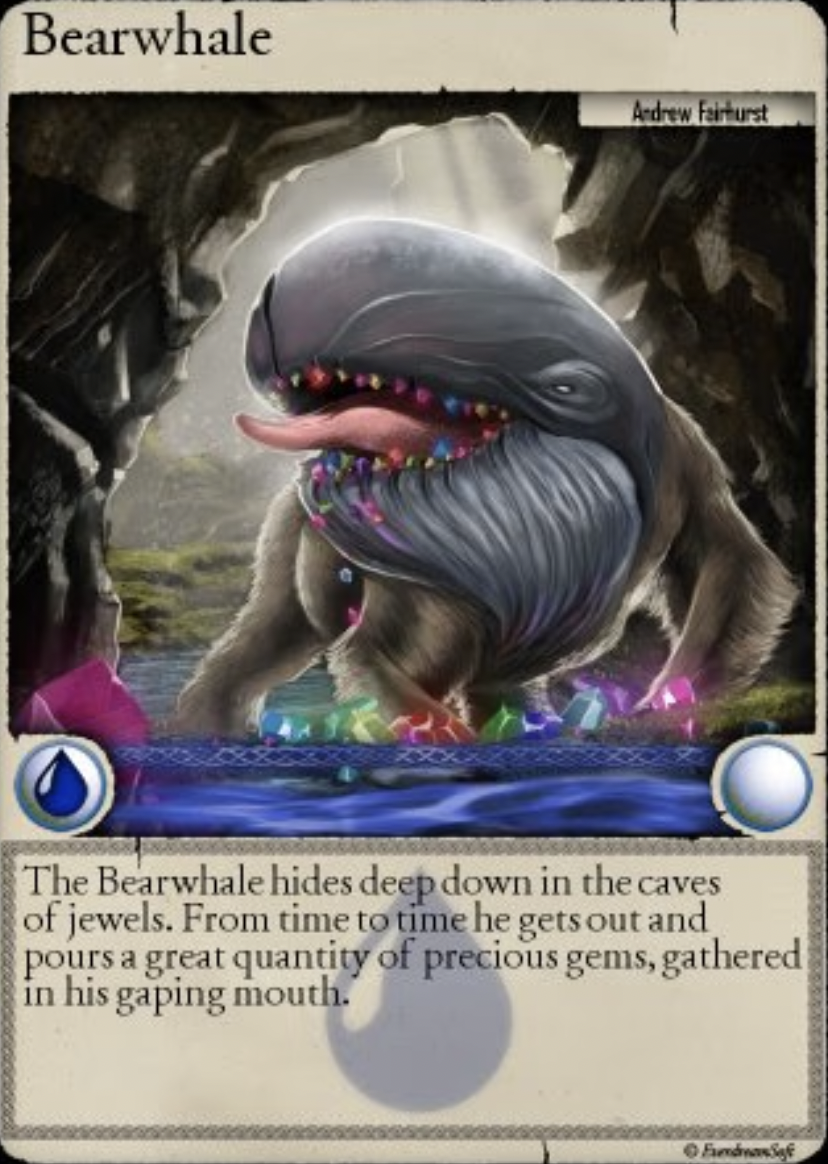 Bearwhale
Andrew Fairhurst
The Bearwhale hides deep down in the caves
of jewels. From time to time he gets out and
pours a great quantity of precious gems, gathered
in his gaping mouth.
© EverdreamSoft